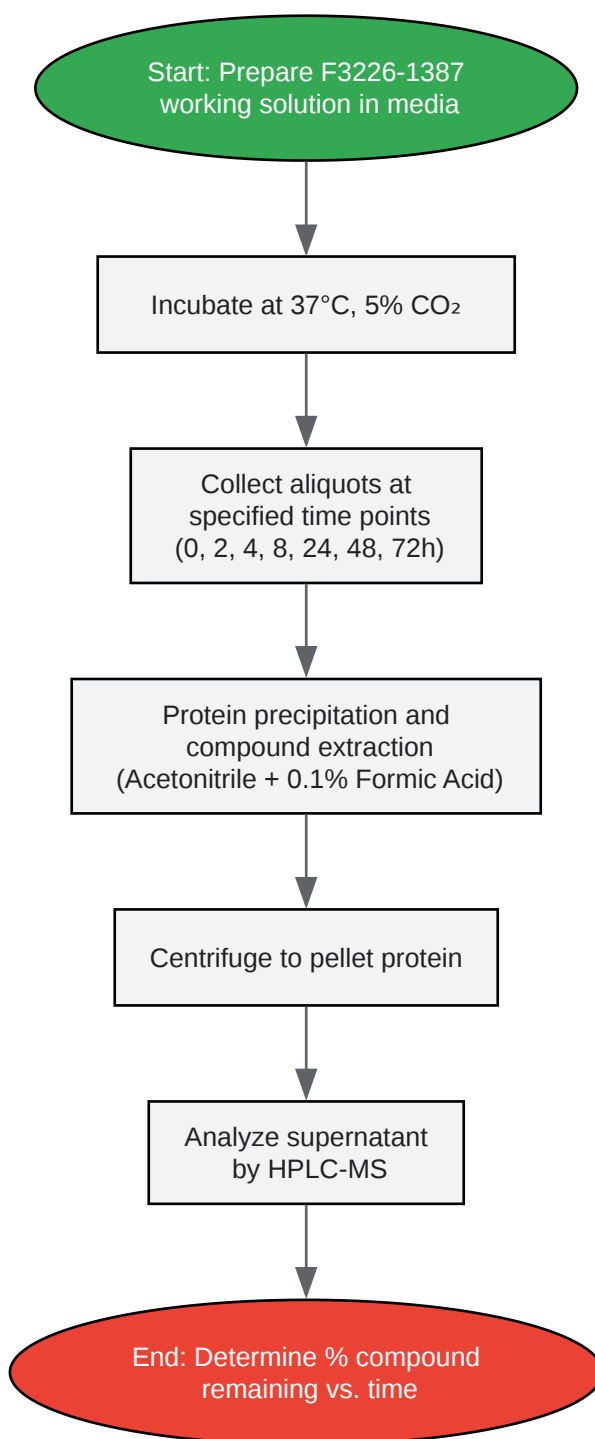 Start: Prepare F3226-1387
working solution in media
Incubate at 37°C, 5% CO₂
Collect aliquots at
specified time points
(0, 2, 4, 8, 24, 48, 72h)
Protein precipitation and
compound extraction
(Acetonitrile + 0.1% Formic Acid)
Centrifuge to pellet protein
Analyze supernatant
by HPLC-MS
End: Determine % compound
remaining vs. time